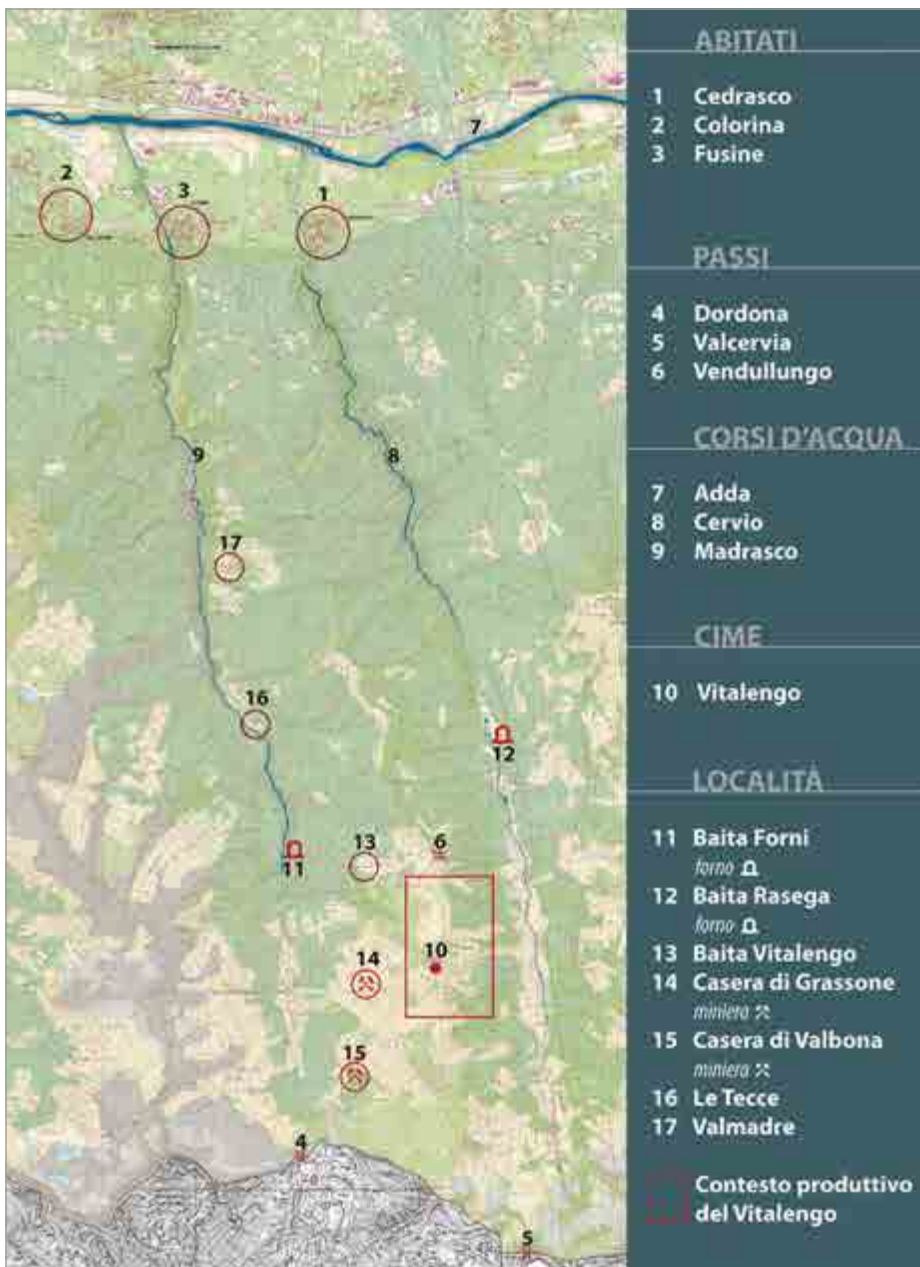 2
3
1
7
9
8
17
16
12
11
13
6
14
10
15
4
5
ABITATI
1 Cedrasco
2 Colorina
3 Fusine
PASSI
4 Dordona
5 Valcervia
6 Vendullungo
CORSI D'ACQUA
7 Adda
8 Cervio
9 Madrasco
CIME
10 Vitalengo
LOCALITÀ
11 Baita Forni
forno
12 Baita Rasega
forno
13 Baita Vitalengo
14 Casera di Grassone
miniera
15 Casera di Valbona
miniera
16 Le Tecce
17 Valmadre
Contesto produttivo
del Vitalengo